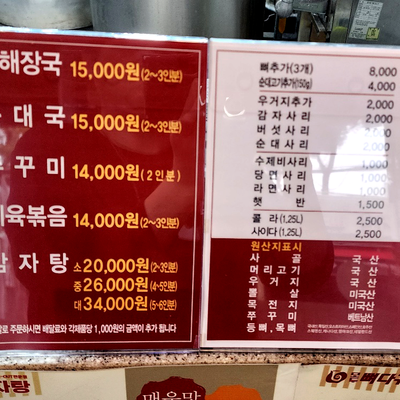 해장국 15,000원(2~3인분)
대국 15,000원(2~3인분)
꾸미 14,000원(2인분)
육볶음 14,000원(2~3인분)
감자탕 소 20,000원(2~3인분)
중 26,000원(4~5인분)
대 34,000원(5~6인분)
주문하시면 배달료와 각제품당 1,000원의 금액이 추가 됩니다
뼈추가(3개) 8,000
순대고기추가(150g) 4,000
우거지추가 2,000
감자사리 2,000
버섯사리 2,000
순대사리 2,000
수제비사리 1,000
당면사리 1,000
라면사리 1,000
햇반 1,500
콜라(1,25L) 2,500
사이다(1,25L) 2,500
원산지표시
사골 국산
머리고기 국산
우거지 국산
볼살 미국산
목전지 미국산
쭈꾸미 베트남산
등뼈,목뼈
자탕
매운맛